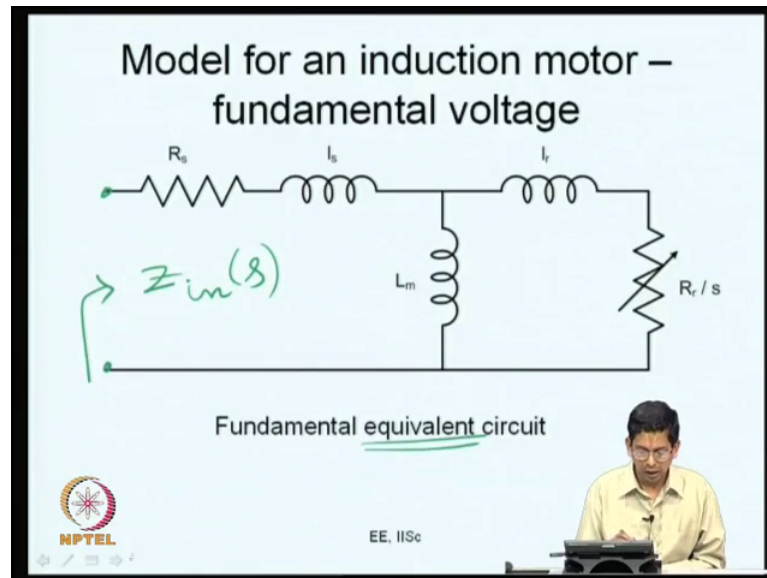 Model for an induction motor –
fundamental voltage
Rs
ls
lr
Lm
Rr / s
Zin(s)
Fundamental equivalent circuit
EE, IISc
NPTEL